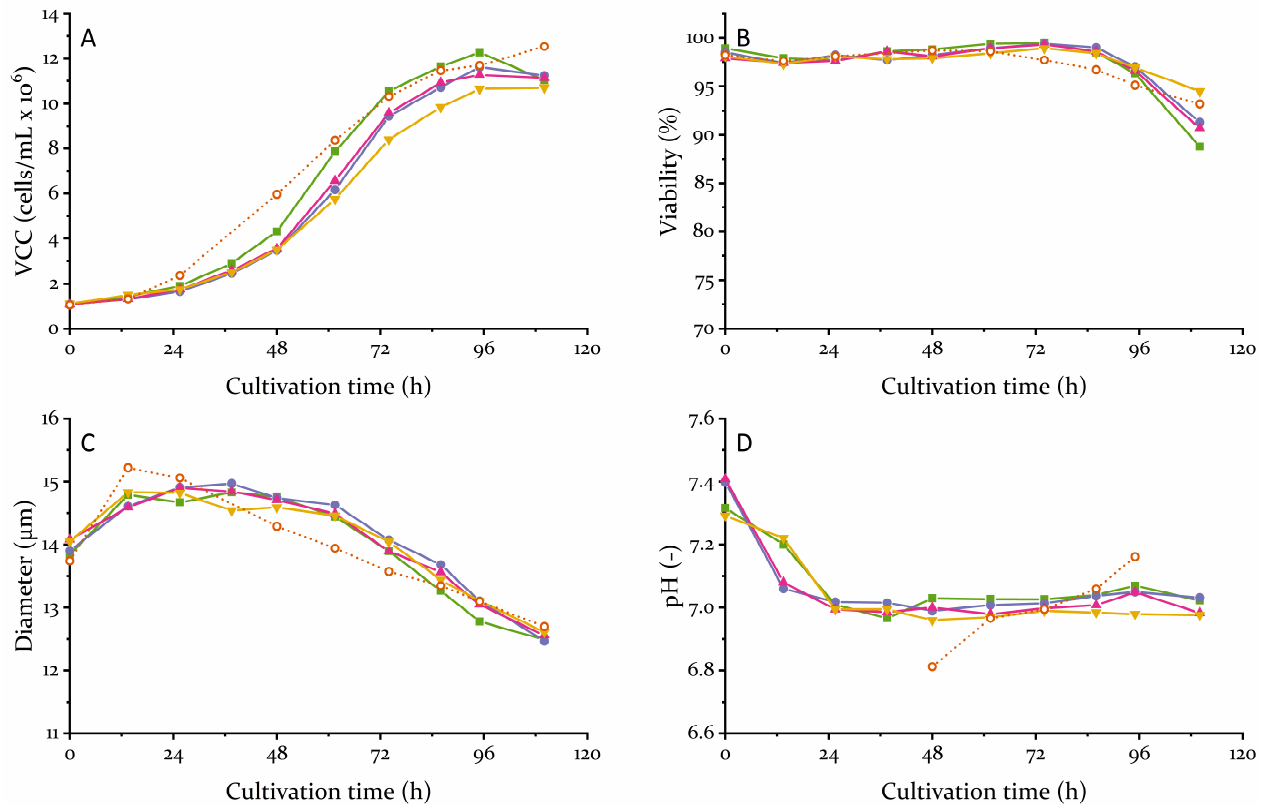 A
VCC (cells/mL x 10⁶)
14
12
10
8
6
4
2
0
0 24 48 72 96 120
Cultivation time (h)
B
Viability (%)
100
95
90
85
80
75
70
0 24 48 72 96 120
Cultivation time (h)
C
Diameter (µm)
16
15
14
13
12
11
0 24 48 72 96 120
Cultivation time (h)
D
pH (-)
7.6
7.4
7.2
7.0
6.8
6.6
0 24 48 72 96 120
Cultivation time (h)